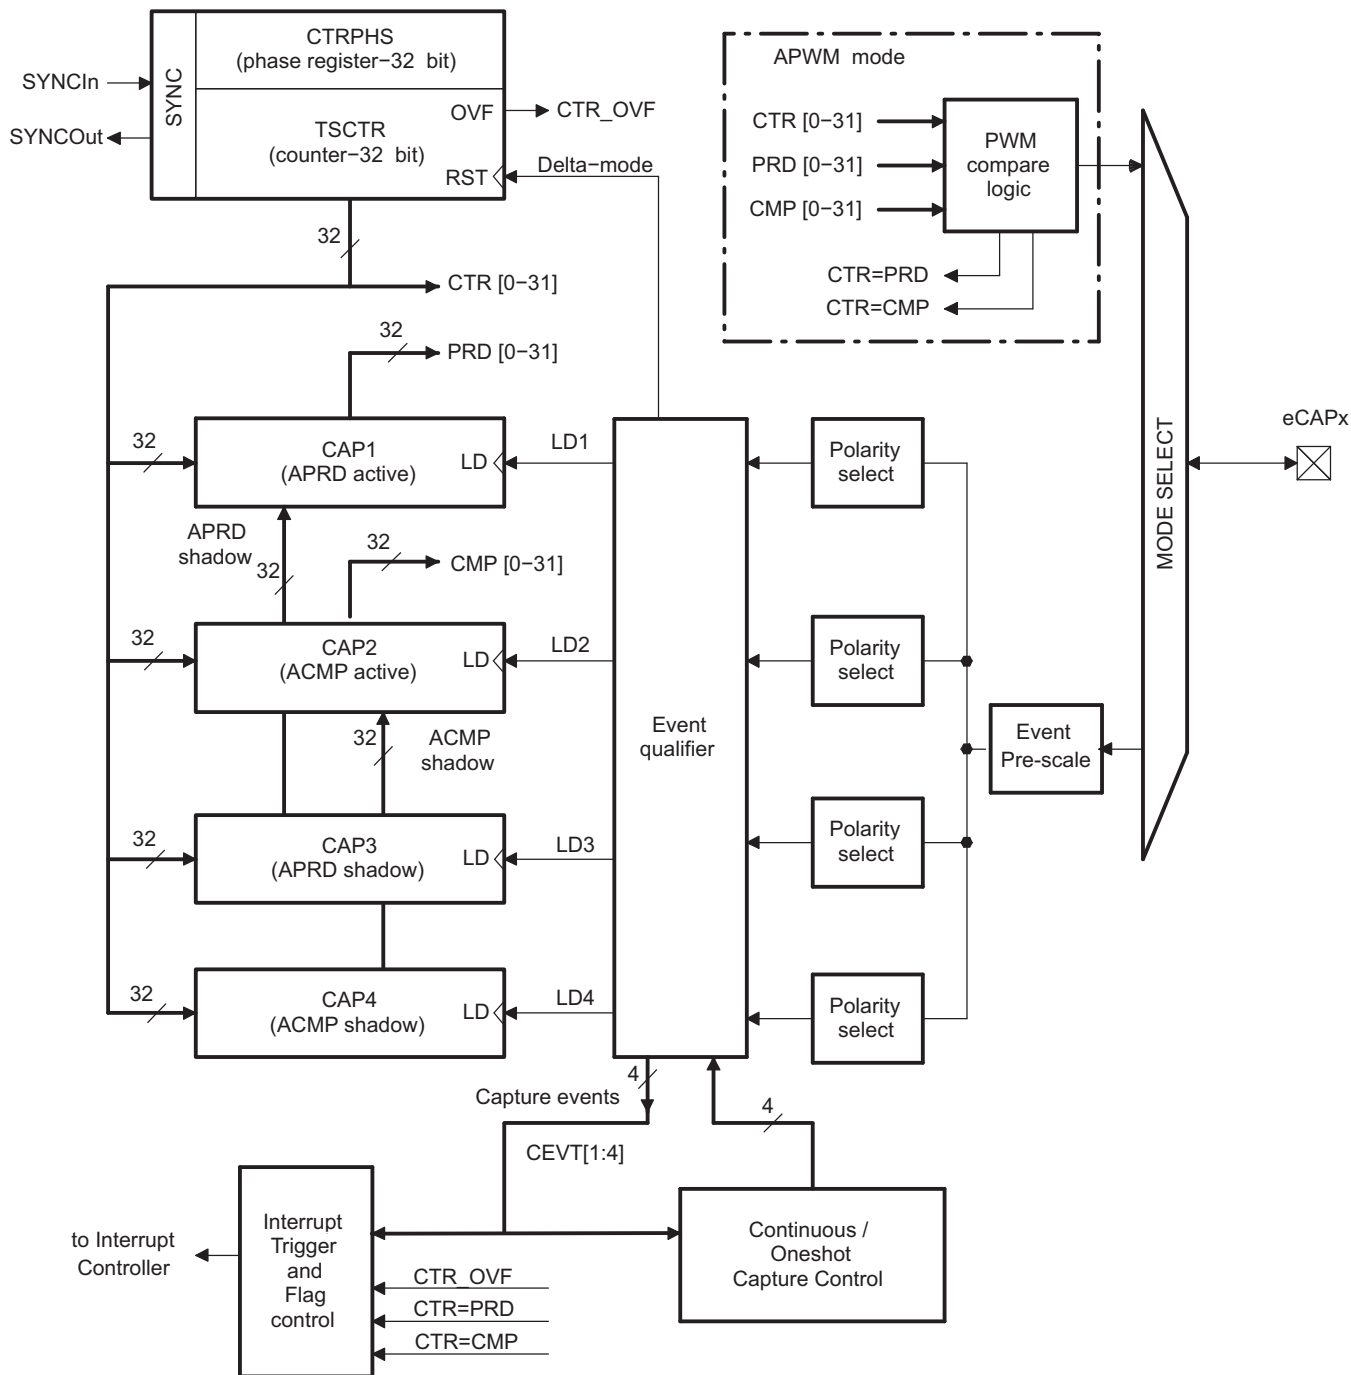 CTRPHS
(phase register−32 bit)
SYNC
SYNCIn
SYNCOut
OVF
CTR_OVF
TSCTR
(counter−32 bit)
RST
Delta−mode
32
CTR [0−31]
32
PRD [0−31]
APWM mode
CTR [0−31]
PRD [0−31]
CMP [0−31]
PWM
compare
logic
CTR=PRD
CTR=CMP
MODE SELECT
eCAPx
32
CAP1
(APRD active)
LD
LD1
Polarity
select
APRD
shadow
32
32
CMP [0−31]
32
CAP2
(ACMP active)
LD
LD2
Polarity
select
32
ACMP
shadow
Event
qualifier
Event
Pre-scale
32
CAP3
(APRD shadow)
LD
LD3
Polarity
select
32
CAP4
(ACMP shadow)
LD
LD4
Polarity
select
4
Capture events
4
CEVT[1:4]
to Interrupt
Controller
Interrupt
Trigger
and
Flag
control
CTR_OVF
CTR=PRD
CTR=CMP
Continuous /
Oneshot
Capture Control